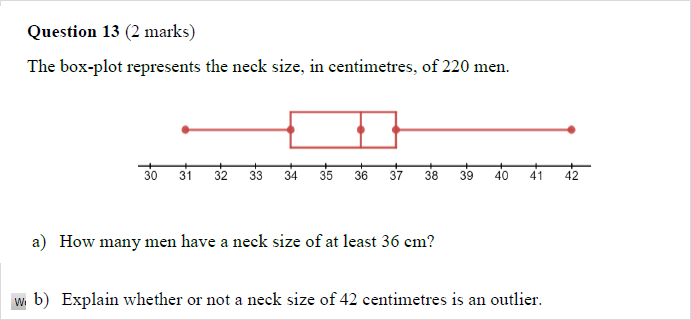 Question 13 (2 marks)
The box-plot represents the neck size, in centimetres, of 220 men.
30 31 32 33 34 35 36 37 38 39 40 41 42
a) How many men have a neck size of at least 36 cm?
b) Explain whether or not a neck size of 42 centimetres is an outlier.